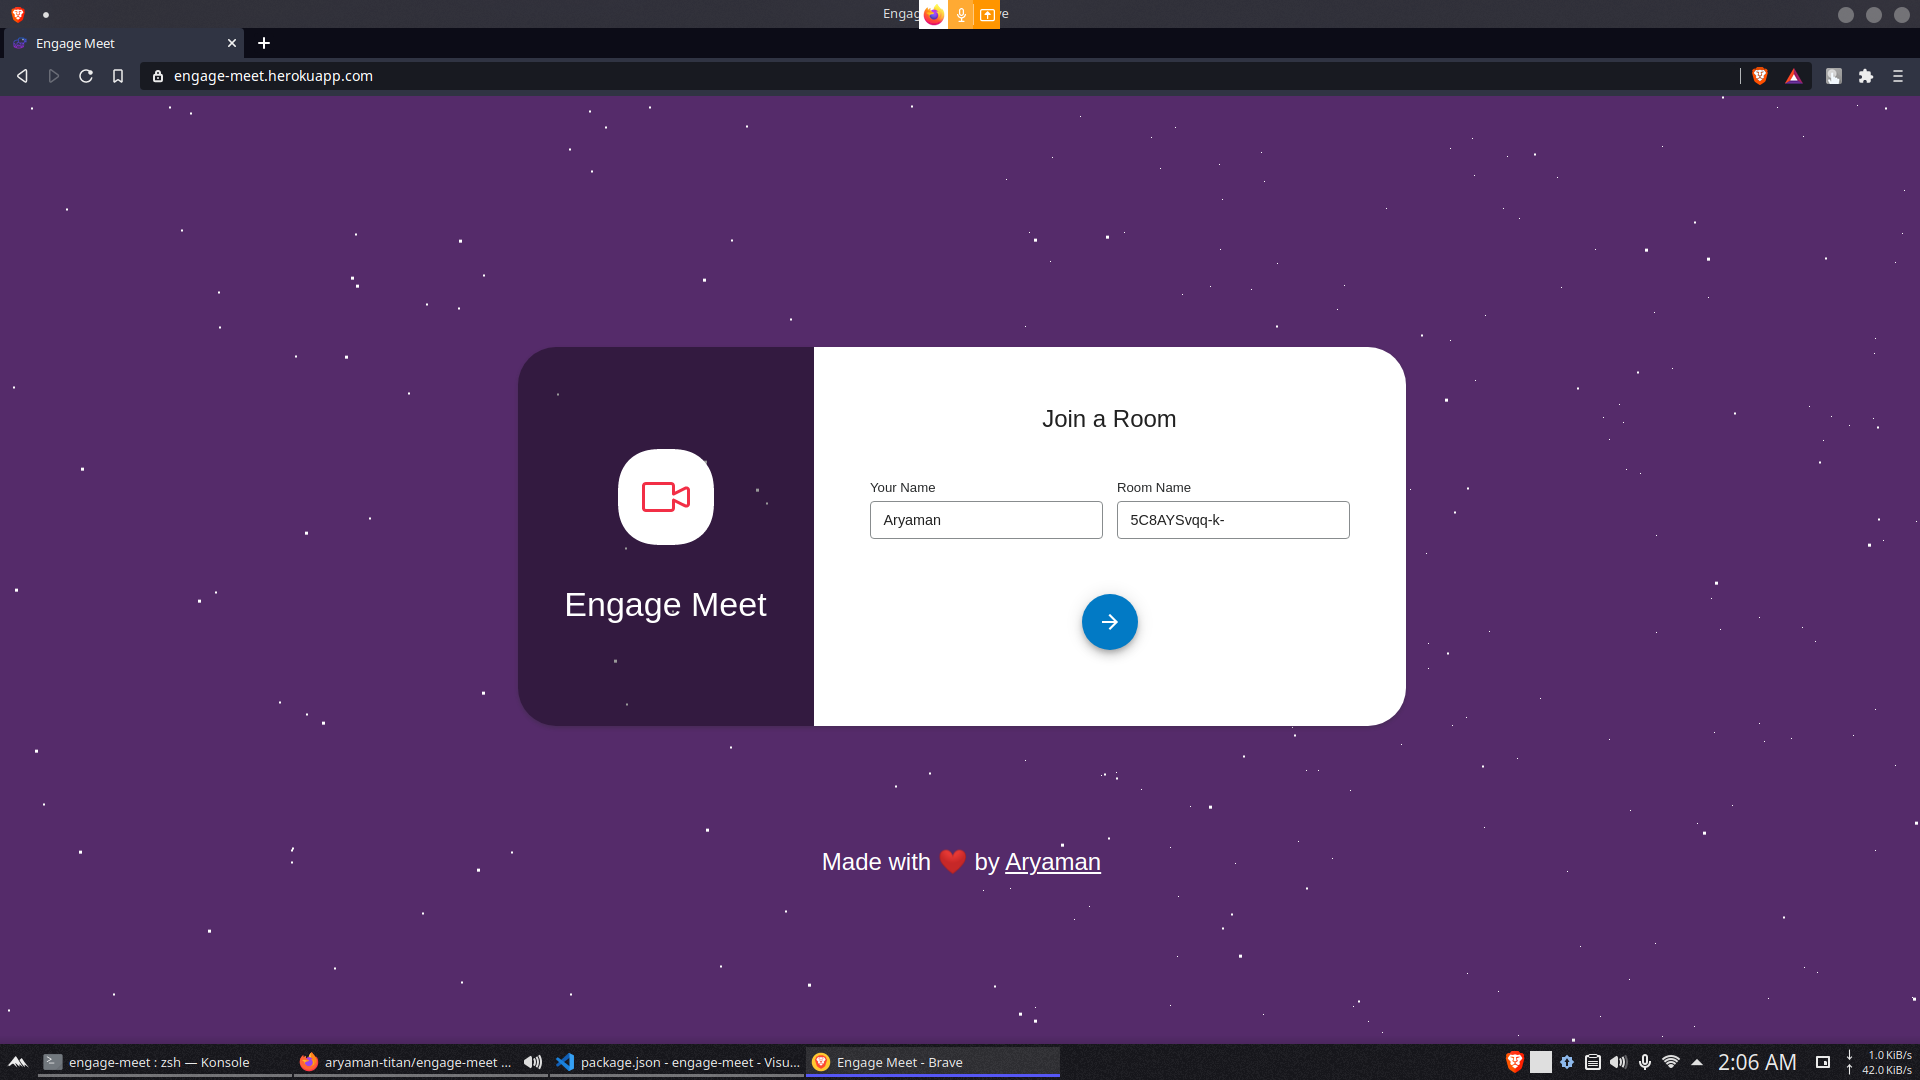 Engag
ve
Engage Meet
engage-meet.herokuapp.com
Join a Room
Your Name
Room Name
Aryaman
5C8AYSvqq-k-
Engage Meet
Made with ❤️ by Aryaman
engage-meet : zsh — Konsole
aryaman-titan/engage-meet ...
package.json - engage-meet - Visu...
Engage Meet - Brave
2:06 AM
1.0 KiB/s
42.0 KiB/s